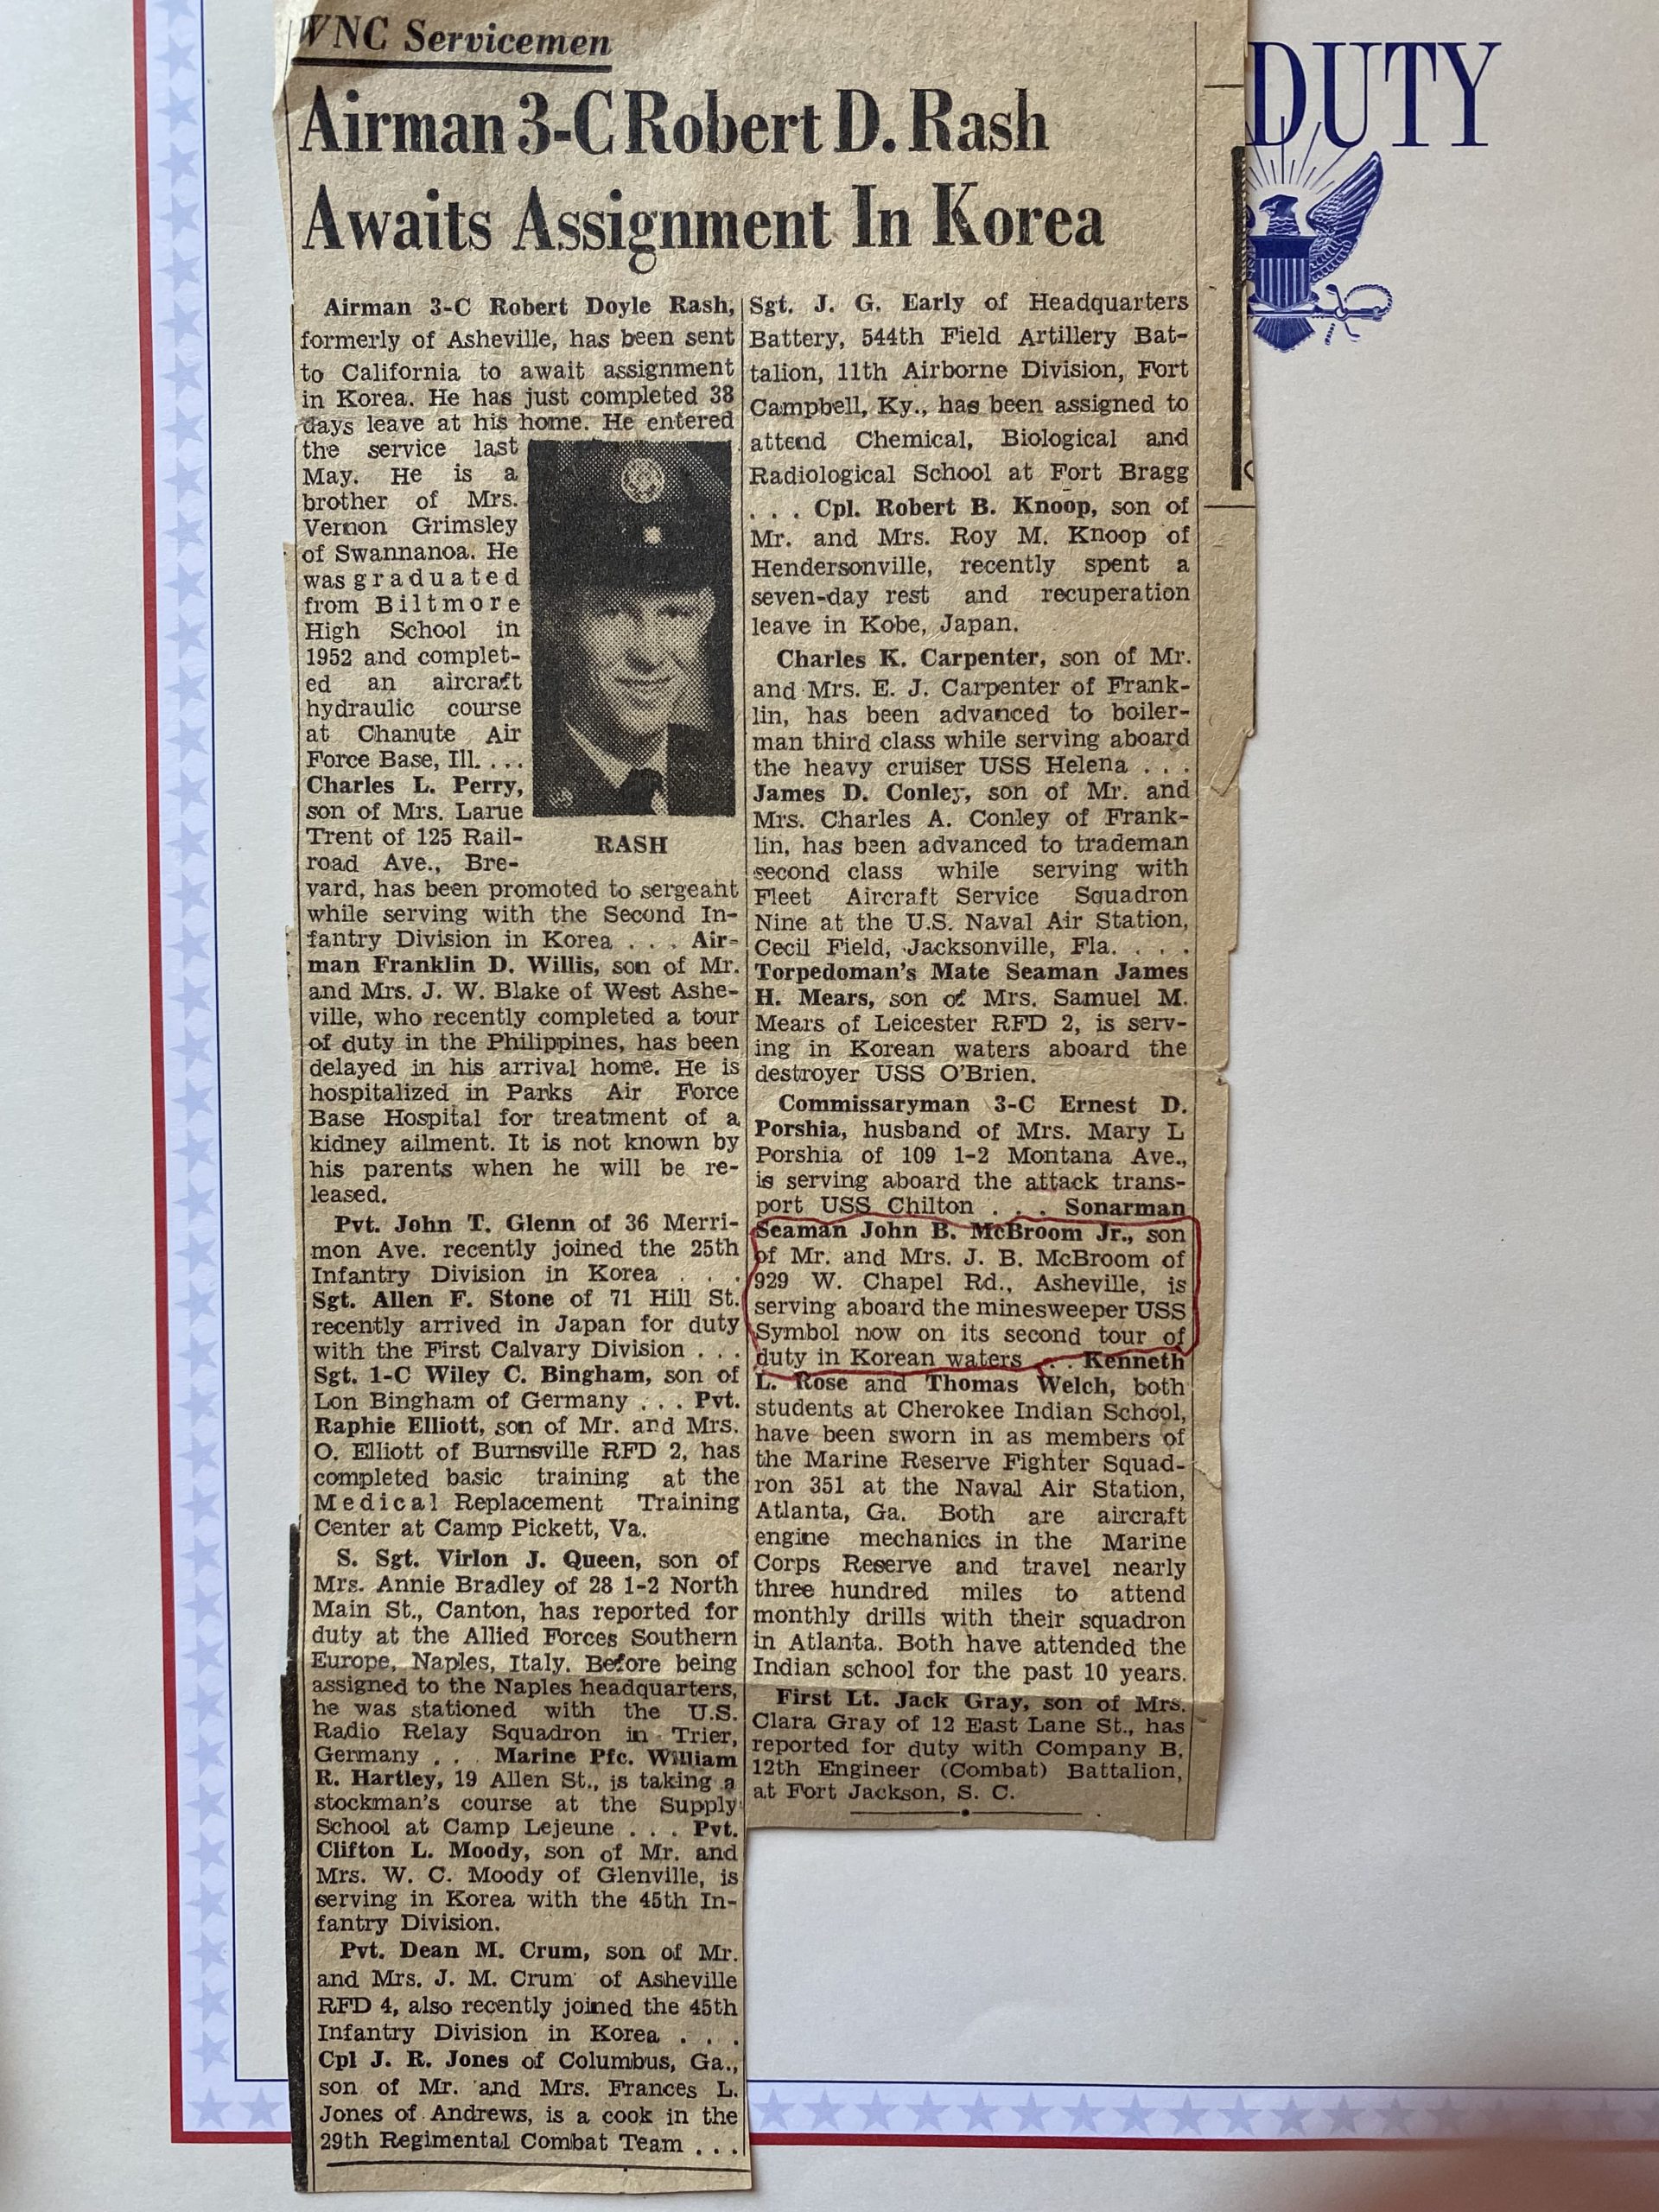 WNC Servicemen
Airman 3-C Robert D. Rash
Awaits Assignment In Korea
Airman 3-C Robert Doyle Rash,
formerly of Asheville, has been sent
to California to await assignment
in Korea. He has just completed 38
days leave at his home. He entered
the service last
May. He is a
brother of Mrs.
Vernon Grimsley
of Swannanoa. He
was graduated
from Biltmore
High School in
1952 and complet-
ed an aircraft
hydraulic course
at Chanute Air
Force Base, Ill. . . .
Charles L. Perry,
son of Mrs. Larue
Trent of 125 Rail-
road Ave., Bre-
vard, has been promoted to sergeant
while serving with the Second In-
fantry Division in Korea . . . Air-
man Franklin D. Willis, son of Mr.
and Mrs. J. W. Blake of West Ashe-
ville, who recently completed a tour
of duty in the Philippines, has been
delayed in his arrival home. He is
hospitalized in Parks Air Force
Base Hospital for treatment of a
kidney ailment. It is not known by
his parents when he will be re-
leased.
Pvt. John T. Glenn of 36 Merri-
mon Ave. recently joined the 25th
Infantry Division in Korea . . .
Sgt. Allen F. Stone of 71 Hill St.
recently arrived in Japan for duty
with the First Calvary Division . . .
Sgt. 1-C Wiley C. Bingham, son of
Lon Bingham of Germany . . . Pvt.
Raphie Elliott, son of Mr. and Mrs.
O. Elliott of Burnsville RFD 2, has
completed basic training at the
Medical Replacement Training
Center at Camp Pickett, Va.
S. Sgt. Virlon J. Queen, son of
Mrs. Annie Bradley of 28 1-2 North
Main St., Canton, has reported for
duty at the Allied Forces Southern
Europe, Naples, Italy. Before being
assigned to the Naples headquarters,
he was stationed with the U.S.
Radio Relay Squadron in Trier,
Germany . . . Marine Pfc. William
R. Hartley, 19 Allen St., is taking a
stockman's course at the Supply
School at Camp Lejeune . . . Pvt.
Clifton L. Moody, son of Mr. and
Mrs. W. C. Moody of Glenville, is
serving in Korea with the 45th In-
fantry Division.
Pvt. Dean M. Crum, son of Mr.
and Mrs. J. M. Crum of Asheville
RFD 4, also recently joined the 45th
Infantry Division in Korea . . .
Cpl J. R. Jones of Columbus, Ga.,
son of Mr. and Mrs. Frances L.
Jones of Andrews, is a cook in the
29th Regimental Combat Team . . .
RASH
Sgt. J. G. Early of Headquarters
Battery, 544th Field Artillery Bat-
talion, 11th Airborne Division, Fort
Campbell, Ky., has been assigned to
attend Chemical, Biological and
Radiological School at Fort Bragg
. . . Cpl. Robert B. Knoop, son of
Mr. and Mrs. Roy M. Knoop of
Hendersonville, recently spent a
seven-day rest and recuperation
leave in Kobe, Japan.
Charles K. Carpenter, son of Mr.
and Mrs. E. J. Carpenter of Frank-
lin, has been advanced to boiler-
man third class while serving aboard
the heavy cruiser USS Helena . . .
James D. Conley, son of Mr. and
Mrs. Charles A. Conley of Frank-
lin, has been advanced to trademan
second class while serving with
Fleet Aircraft Service Squadron
Nine at the U.S. Naval Air Station,
Cecil Field, Jacksonville, Fla. . . .
Torpedoman's Mate Seaman James
H. Mears, son of Mrs. Samuel M.
Mears of Leicester RFD 2, is serv-
ing in Korean waters aboard the
destroyer USS O'Brien.
Commissaryman 3-C Ernest D.
Porshia, husband of Mrs. Mary L
Porshia of 109 1-2 Montana Ave.,
is serving aboard the attack trans-
port USS Chilton . . . Sonarman
Seaman John B. McBroom Jr., son
of Mr. and Mrs. J. B. McBroom of
929 W. Chapel Rd., Asheville, is
serving aboard the minesweeper USS
Symbol now on its second tour of
duty in Korean waters . . . Kenneth
L. Rose and Thomas Welch, both
students at Cherokee Indian School,
have been sworn in as members of
the Marine Reserve Fighter Squad-
ron 351 at the Naval Air Station,
Atlanta, Ga. Both are aircraft
engine mechanics in the Marine
Corps Reserve and travel nearly
three hundred miles to attend
monthly drills with their squadron
in Atlanta. Both have attended the
Indian school for the past 10 years.
First Lt. Jack Gray, son of Mrs.
Clara Gray of 12 East Lane St., has
reported for duty with Company B,
12th Engineer (Combat) Battalion,
at Fort Jackson, S. C.
DUTY